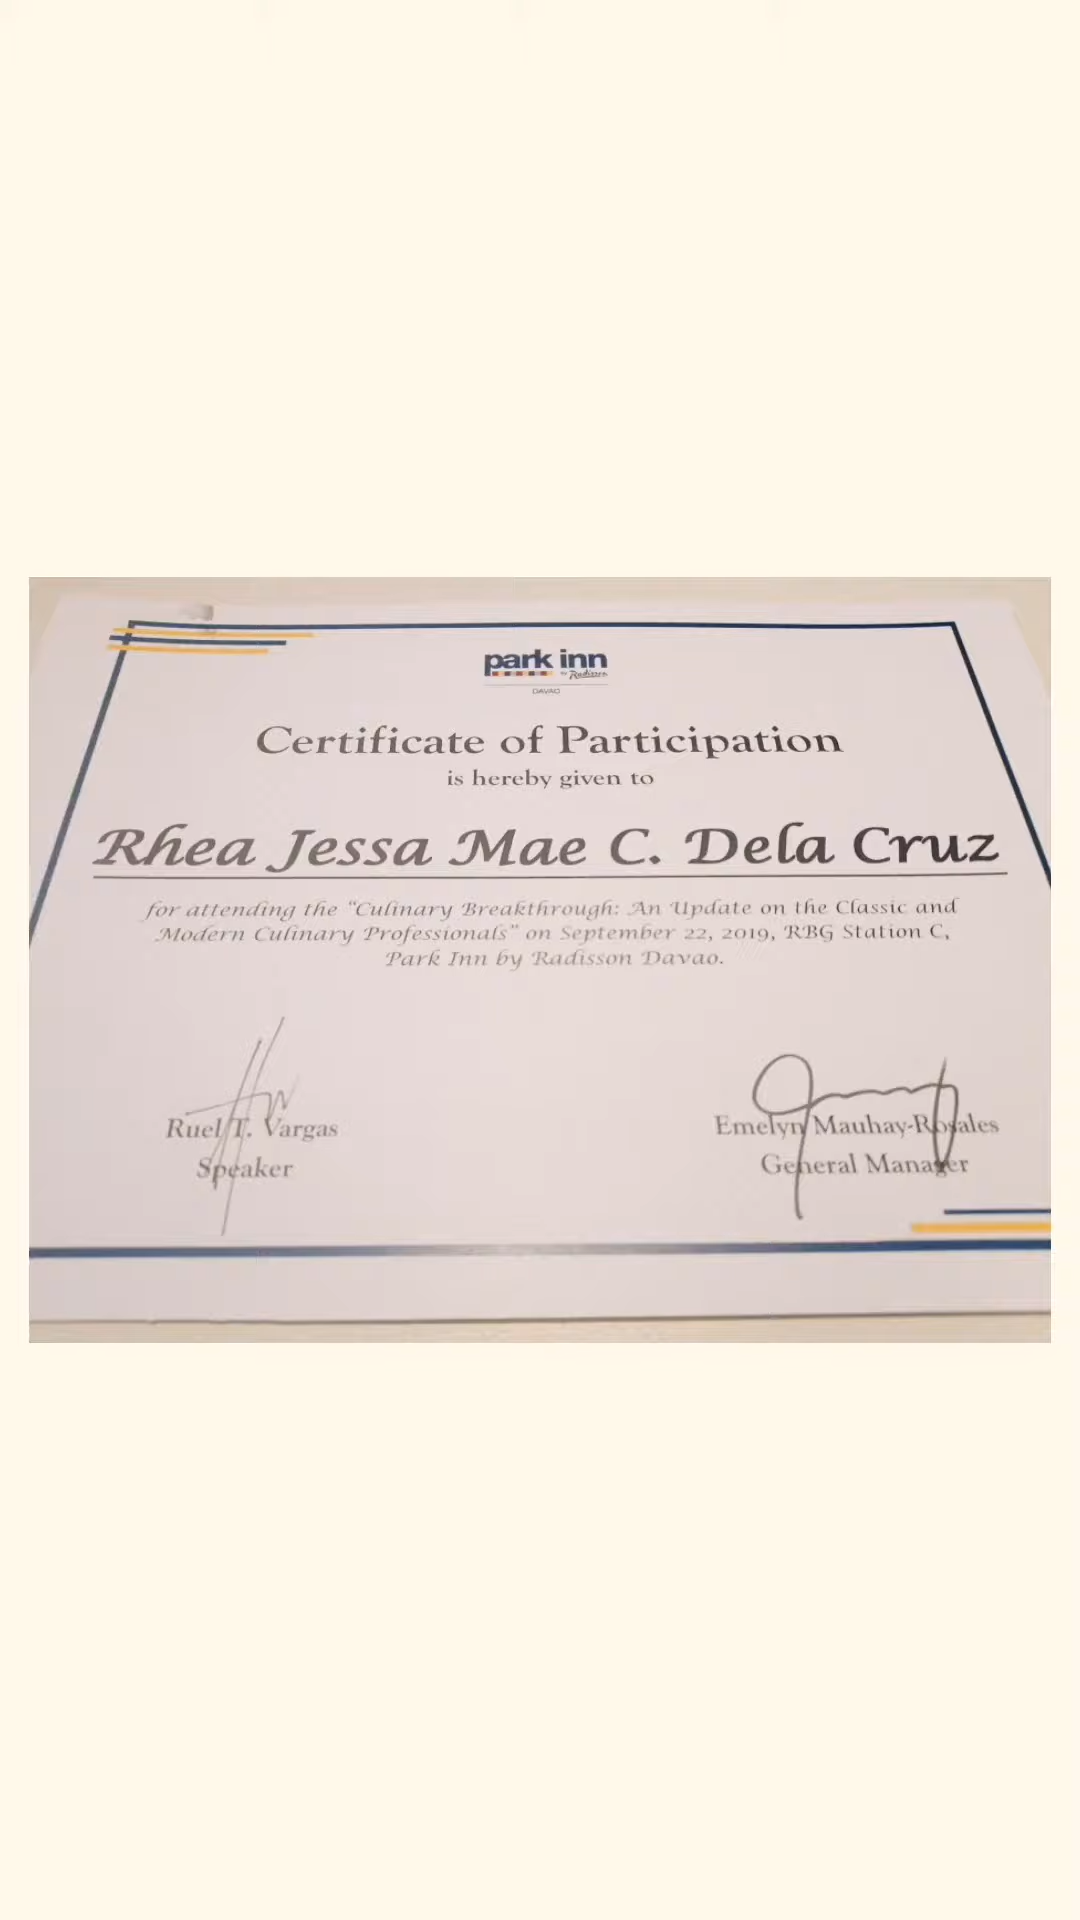 park inn
by Radisson
DAVAO
Certificate of Participation
is hereby given to
Rhea Jessa Mae C. Dela Cruz
for attending the "Culinary Breakthrough: An Update on the Classic and
Modern Culinary Professionals" on September 22, 2019, RBG Station C,
Park Inn by Radisson Davao.
Ruel T. Vargas
Speaker
Emelyn Mauhay-Rosales
General Manager